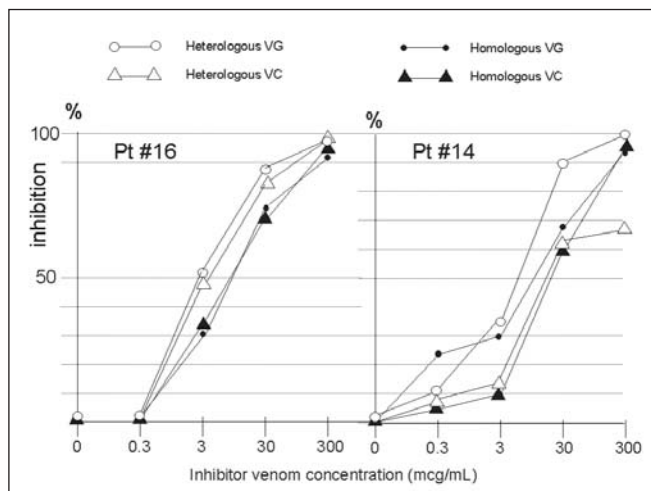 Heterologous VG
Homologous VG
Heterologous VC
Homologous VC
%
%
100
Pt #16
Pt #14
inhibition
50
0 0.3 3 30 300 0 0.3 3 30 300
Inhibitor venom concentration (mcg/mL)